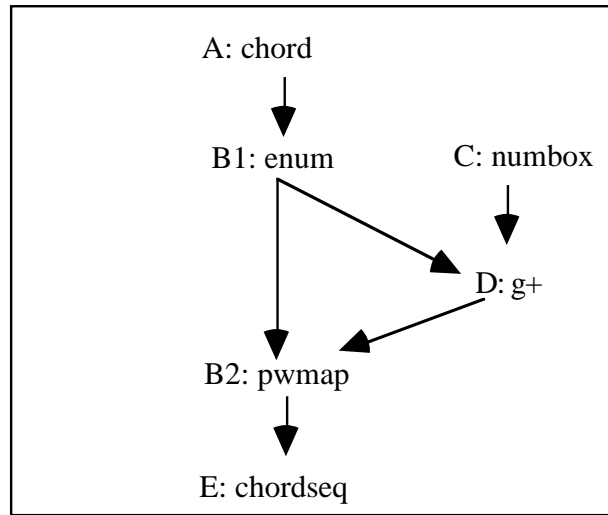 A: chord
B1: enum
C: numbox
D: g+
B2: pwmap
E: chordseq